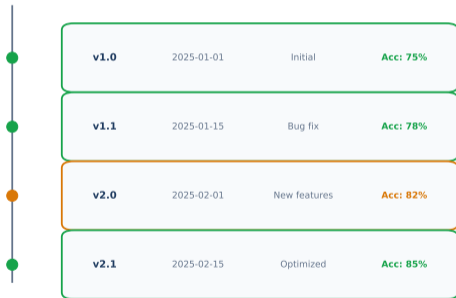 v1.0 2025-01-01 Initial Acc: 75%
v1.1 2025-01-15 Bug fix Acc: 78%
v2.0 2025-02-01 New features Acc: 82%
v2.1 2025-02-15 Optimized Acc: 85%